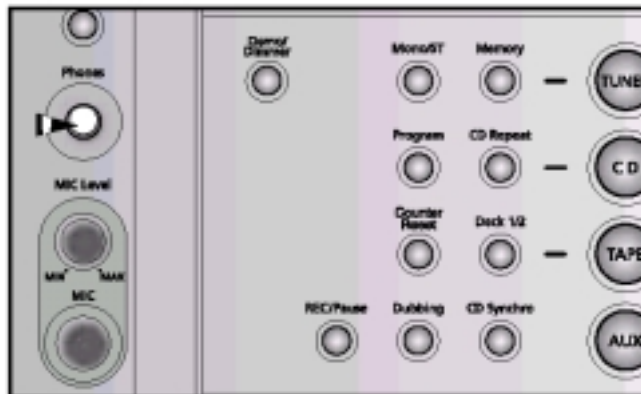 Phones
MIC Level
MIN MAX
MIC
Demo/
Dimmer
Mono/ST
Memory
TUNE
Program
CD Repeat
CD
Counter
Reset
Deck 1/2
TAPE
REC/Pause
Dubbing
CD Synchro
AUX